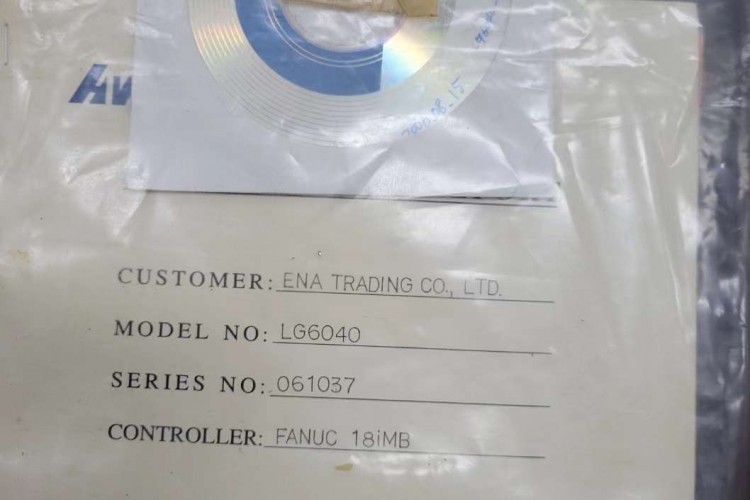 CUSTOMER: ENA TRADING CO., LTD.
MODEL NO: LG6040
SERIES NO: 061037
CONTROLLER: FANUC 18iMB